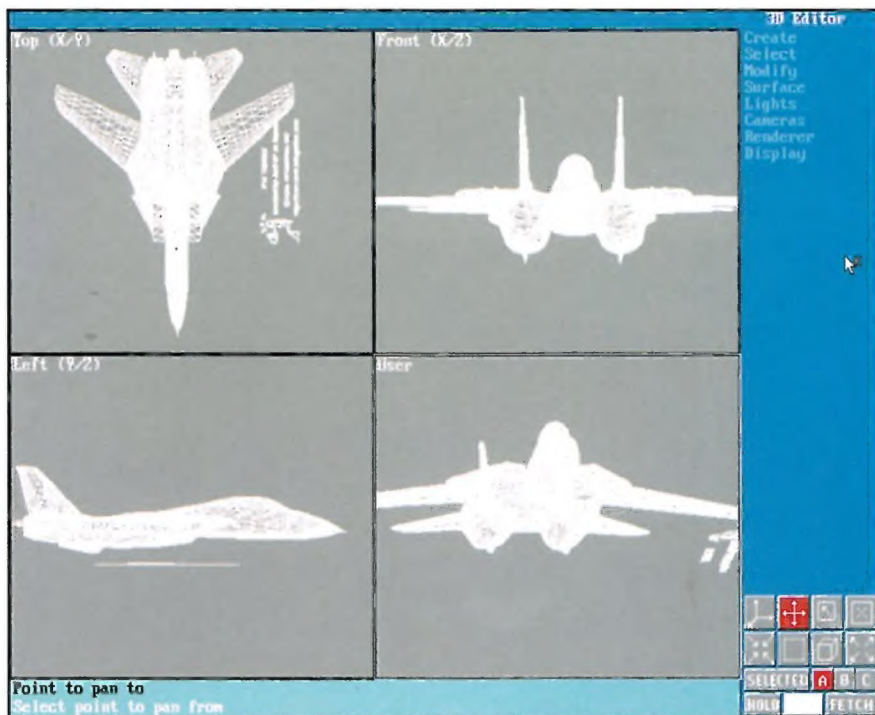 3D Editor
Top (X/Y)
Front (X/Z)
Create
Select
Modify
Surface
Lights
Cameras
Renderer
Display
Left (Y/Z)
User
SELECTED A B C
HOLD FETCH
Point to pan to
Select point to pan from